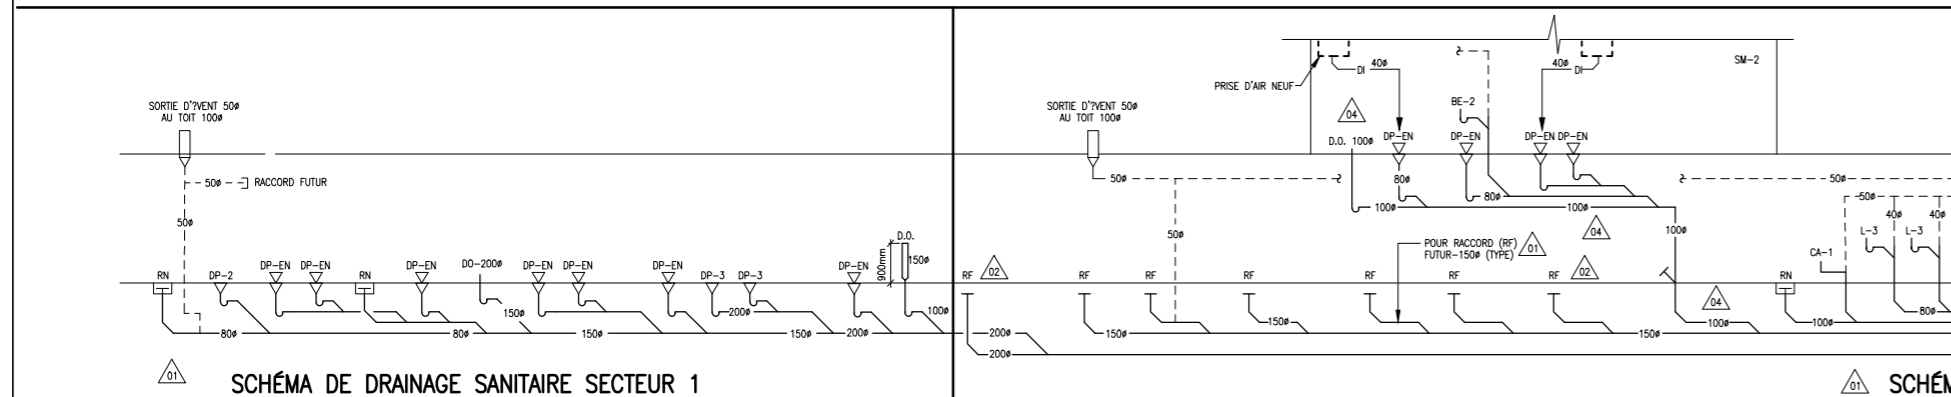 SORTIE D'?VENT 50ø
AU TOIT 100ø
50ø
RACCORD FUTUR
50ø
RN
DP-2
DP-EN
DP-EN
RN
DP-EN
DO-200ø
DP-EN
DP-EN
DP-EN
DP-3
DP-3
DP-EN
D.O.
900mm
150ø
80ø
80ø
150ø
150ø
200ø
150ø
200ø
100ø
01
SCHÉMA DE DRAINAGE SANITAIRE SECTEUR 1
SORTIE D'?VENT 50ø
AU TOIT 100ø
50ø
50ø
PRISE D'AIR NEUF
DI
40ø
40ø
DI
SM-2
BE-2
04
D.O. 100ø
DP-EN
DP-EN
DP-EN
DP-EN
80ø
80ø
100ø
100ø
04
100ø
50ø
50ø
40ø
40ø
L-3
L-3
CA-1
POUR RACCORD (RF)
FUTUR-150ø (TYPE)
01
RF
02
RF
RF
RF
RF
RF
RF
02
RN
04
200ø
200ø
150ø
150ø
150ø
100ø
100ø
80ø
01
SCHÉM